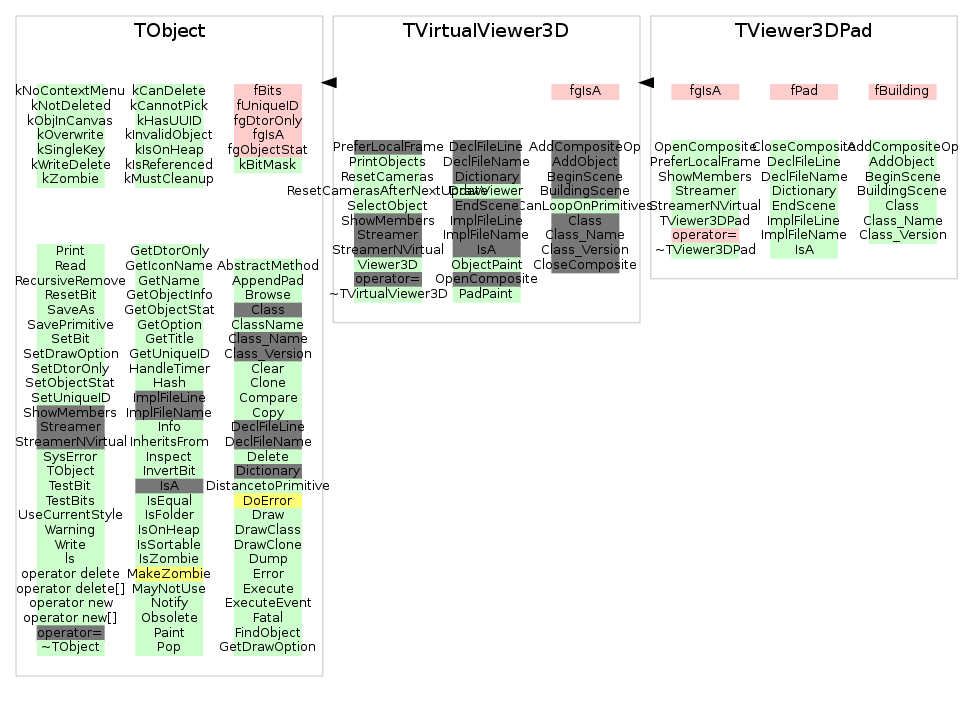 TObject
kNoContextMenu
kNotDeleted
kObjInCanvas
kOverwrite
kSingleKey
kWriteDelete
kZombie
kCanDelete
kCannotPick
kHasUUID
kInvalidObject
kIsOnHeap
kIsReferenced
kMustCleanup
fBits
fUniqueID
fgDtorOnly
fgIsA
fgObjectStat
kBitMask
Print
Read
RecursiveRemove
ResetBit
SaveAs
SavePrimitive
SetBit
SetDrawOption
SetDtorOnly
SetObjectStat
SetUniqueID
ShowMembers
Streamer
StreamerNVirtual
SysError
TObject
TestBit
TestBits
UseCurrentStyle
Warning
Write
ls
operator delete
operator delete[]
operator new
operator new[]
operator=
~TObject
GetDtorOnly
GetIconName
GetName
GetObjectInfo
GetObjectStat
GetOption
GetTitle
GetUniqueID
HandleTimer
Hash
ImplFileLine
ImplFileName
Info
InheritsFrom
Inspect
InvertBit
IsA
IsEqual
IsFolder
IsOnHeap
IsSortable
IsZombie
MakeZombie
MayNotUse
Notify
Obsolete
Paint
Pop
AbstractMethod
AppendPad
Browse
Class
ClassName
Class_Name
Class_Version
Clear
Clone
Compare
Copy
DeclFileLine
DeclFileName
Delete
Dictionary
DistancetoPrimitive
DoError
Draw
DrawClass
DrawClone
Dump
Error
Execute
ExecuteEvent
Fatal
FindObject
GetDrawOption
TVirtualViewer3D
fgIsA
PreferLocalFrame
PrintObjects
ResetCameras
ResetCamerasAfterNextUpdate
SelectObject
ShowMembers
Streamer
StreamerNVirtual
Viewer3D
operator=
~TVirtualViewer3D
DeclFileLine
DeclFileName
Dictionary
DrawViewer
EndScene
ImplFileLine
ImplFileName
IsA
ObjectPaint
OpenComposite
PadPaint
AddCompositeOp
AddObject
BeginScene
BuildingScene
CanLoopOnPrimitives
Class
Class_Name
Class_Version
CloseComposite
TViewer3DPad
fgIsA
fPad
fBuilding
OpenComposite
PreferLocalFrame
ShowMembers
Streamer
StreamerNVirtual
TViewer3DPad
operator=
~TViewer3DPad
CloseComposite
DeclFileLine
DeclFileName
Dictionary
EndScene
ImplFileLine
ImplFileName
IsA
AddCompositeOp
AddObject
BeginScene
BuildingScene
Class
Class_Name
Class_Version